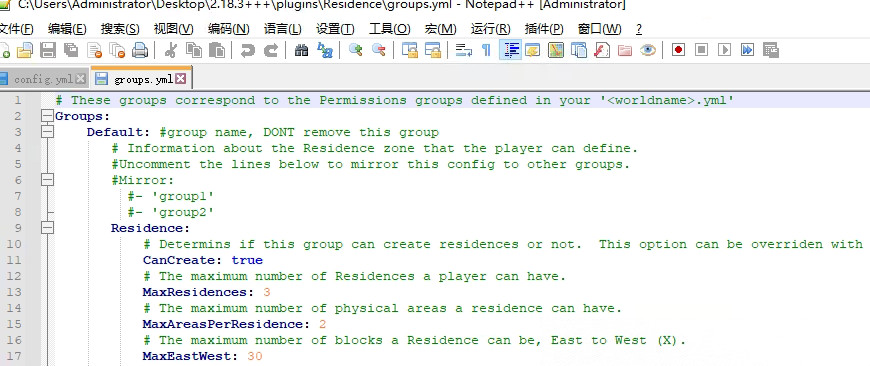 C:\Users\Administrator\Desktop\2.18.3+++\plugins\Residence\groups.yml - Notepad++ [Administrator]
文件(F) 编辑(E) 搜索(S) 视图(V) 编码(N) 语言(L) 设置(T) 工具(O) 宏(M) 运行(R) 插件(P) 窗口(W) ?
config.yml groups.yml
1 # These groups correspond to the Permissions groups defined in your '<worldname>.yml'
2 Groups:
3 Default: #group name, DONT remove this group
4 # Information about the Residence zone that the player can define.
5 #Uncomment the lines below to mirror this config to other groups.
6 #Mirror:
7 #- 'group1'
8 #- 'group2'
9 Residence:
10 # Determins if this group can create residences or not.  This option can be overriden with
11 CanCreate: true
12 # The maximum number of Residences a player can have.
13 MaxResidences: 3
14 # The maximum number of physical areas a residence can have.
15 MaxAreasPerResidence: 2
16 # The maximum number of blocks a Residence can be, East to West (X).
17 MaxEastWest: 30